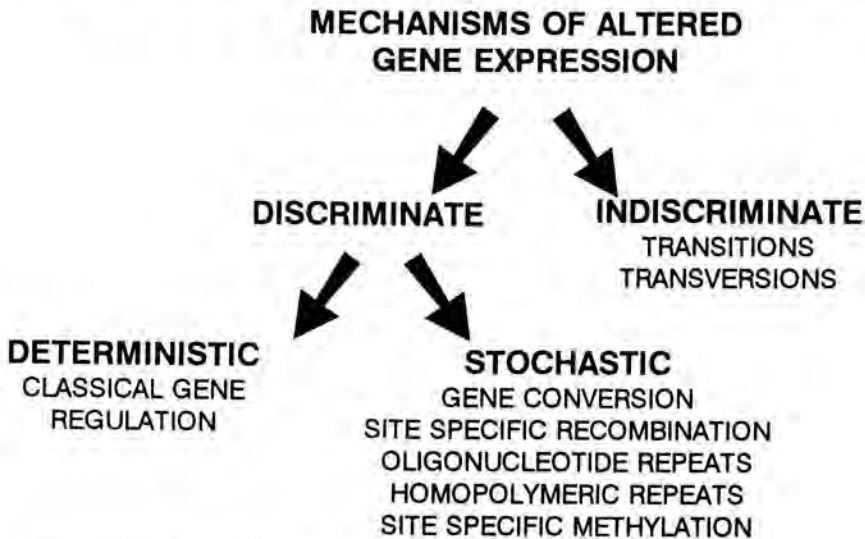 MECHANISMS OF ALTERED
GENE EXPRESSION
DISCRIMINATE
INDISCRIMINATE
TRANSITIONS
TRANSVERSIONS
DETERMINISTIC
CLASSICAL GENE
REGULATION
STOCHASTIC
GENE CONVERSION
SITE SPECIFIC RECOMBINATION
OLIGONUCLEOTIDE REPEATS
HOMOPOLYMERIC REPEATS
SITE SPECIFIC METHYLATION